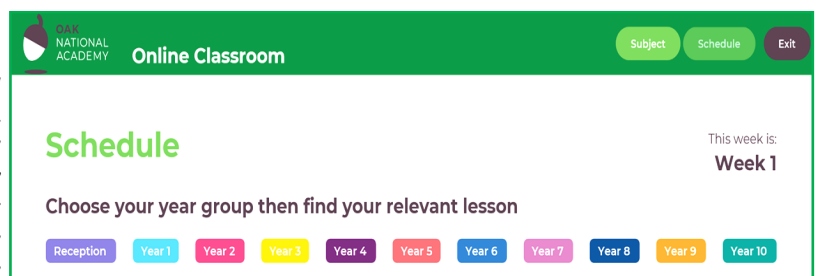 OAK
NATIONAL
ACADEMY
Online Classroom
Subject Schedule Exit
Schedule
This week is:
Week 1
Choose your year group then find your relevant lesson
Reception Year 1 Year 2 Year 3 Year 4 Year 5 Year 6 Year 7 Year 8 Year 9 Year 10